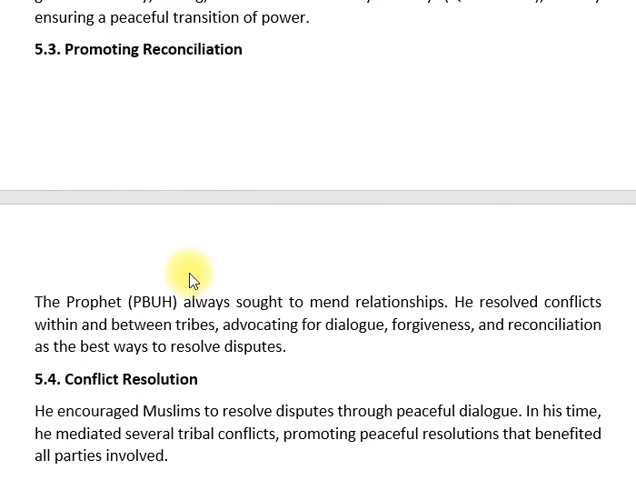 ensuring a peaceful transition of power.
5.3. Promoting Reconciliation
The Prophet (PBUH) always sought to mend relationships. He resolved conflicts
within and between tribes, advocating for dialogue, forgiveness, and reconciliation
as the best ways to resolve disputes.
5.4. Conflict Resolution
He encouraged Muslims to resolve disputes through peaceful dialogue. In his time,
he mediated several tribal conflicts, promoting peaceful resolutions that benefited
all parties involved.